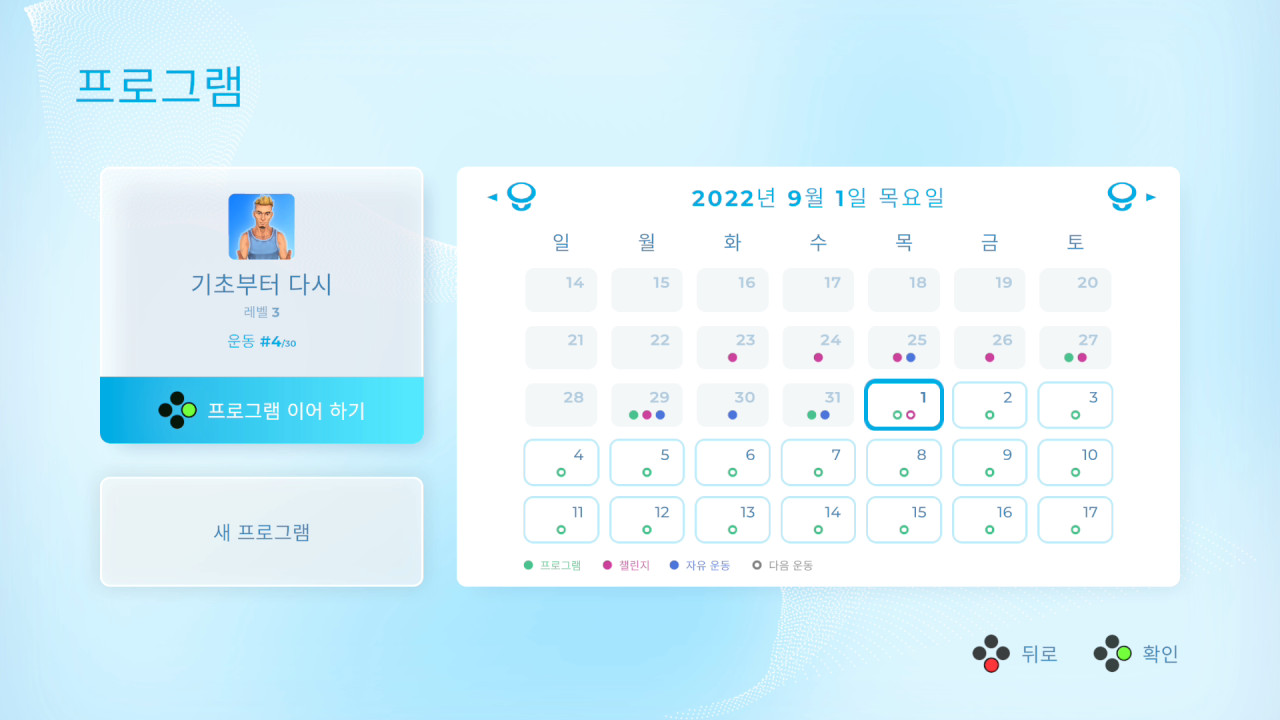 프로그램
기초부터 다시
레벨 3
운동 #4/30
프로그램 이어 하기
새 프로그램
2022년 9월 1일 목요일
일 월 화 수 목 금 토
14 15 16 17 18 19 20
21 22 23 24 25 26 27
28 29 30 31 1 2 3
4 5 6 7 8 9 10
11 12 13 14 15 16 17
프로그램 챌린지 자유 운동 다음 운동
뒤로 확인